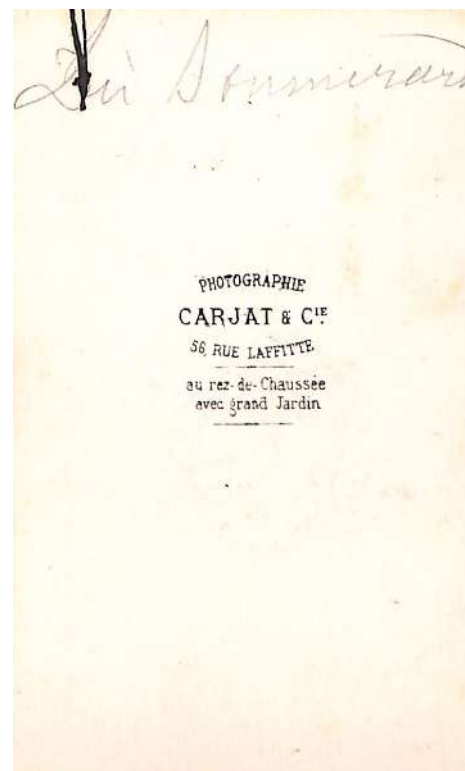 Du Sommerard
PHOTOGRAPHIE
CARJAT & CIE.
56, RUE LAFFITTE
au rez-de-Chaussée
avec grand Jardin